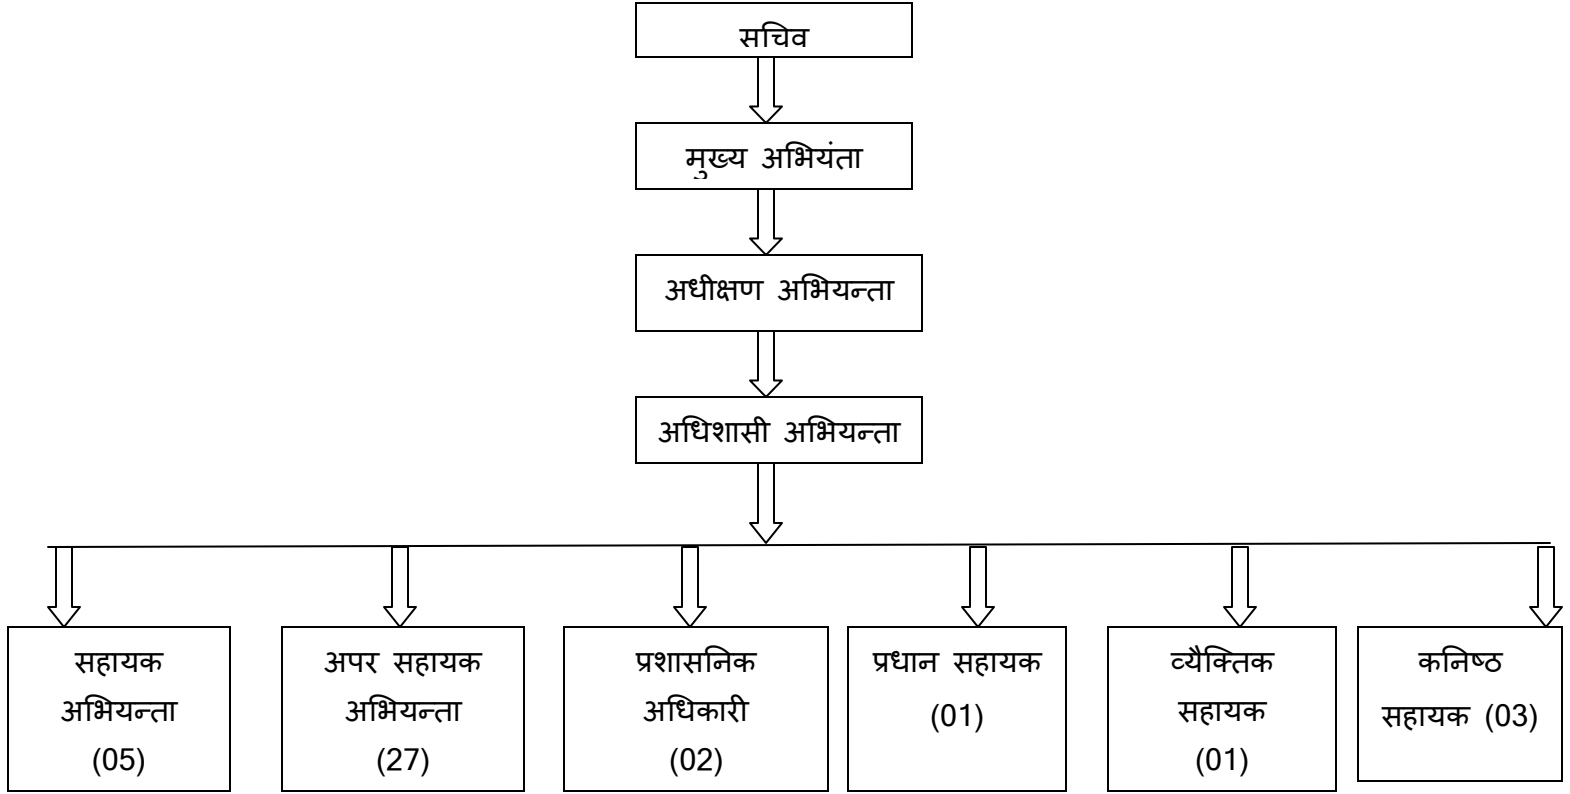 सचिव
मुख्य अभियंता
अधीक्षण अभियन्ता
अधिशासी अभियन्ता
सहायक
अभियन्ता
(05)
अपर सहायक
अभियन्ता
(27)
प्रशासनिक
अधिकारी
(02)
प्रधान सहायक
(01)
व्यैक्तिक
सहायक
(01)
कनिष्ठ
सहायक (03)